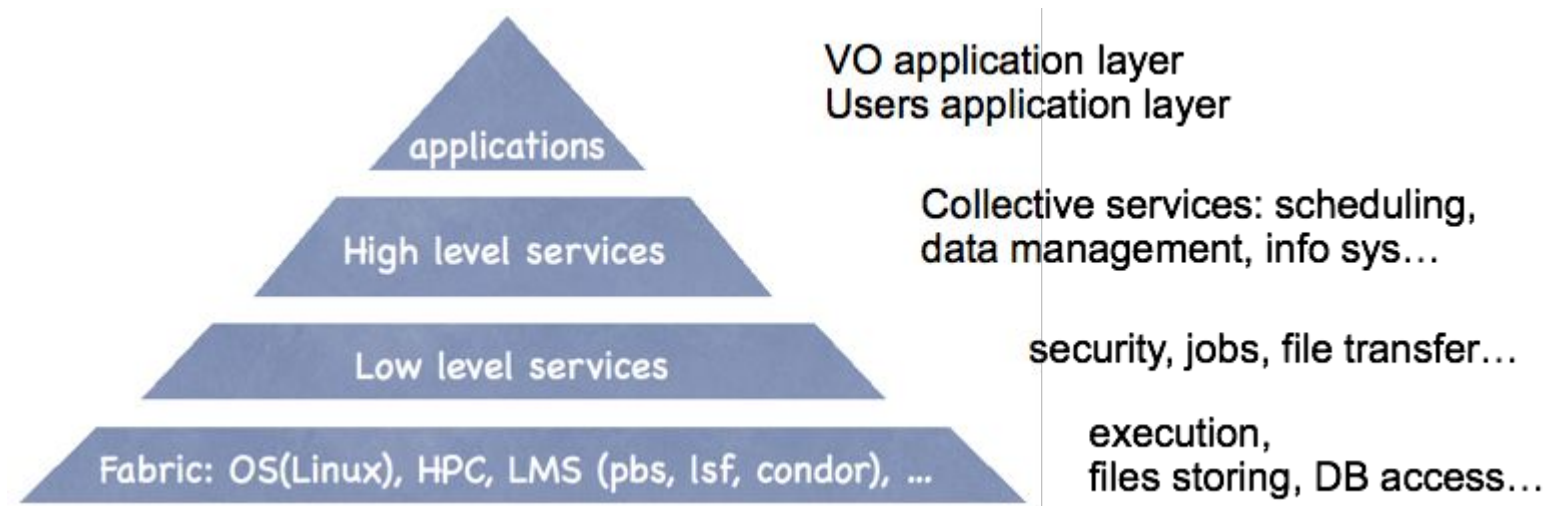 VO application layer
Users application layer
applications
Collective services: scheduling,
data management, info sys…
High level services
security, jobs, file transfer…
Low level services
execution,
files storing, DB access…
Fabric: OS(Linux), HPC, LMS (pbs, lsf, condor), ...